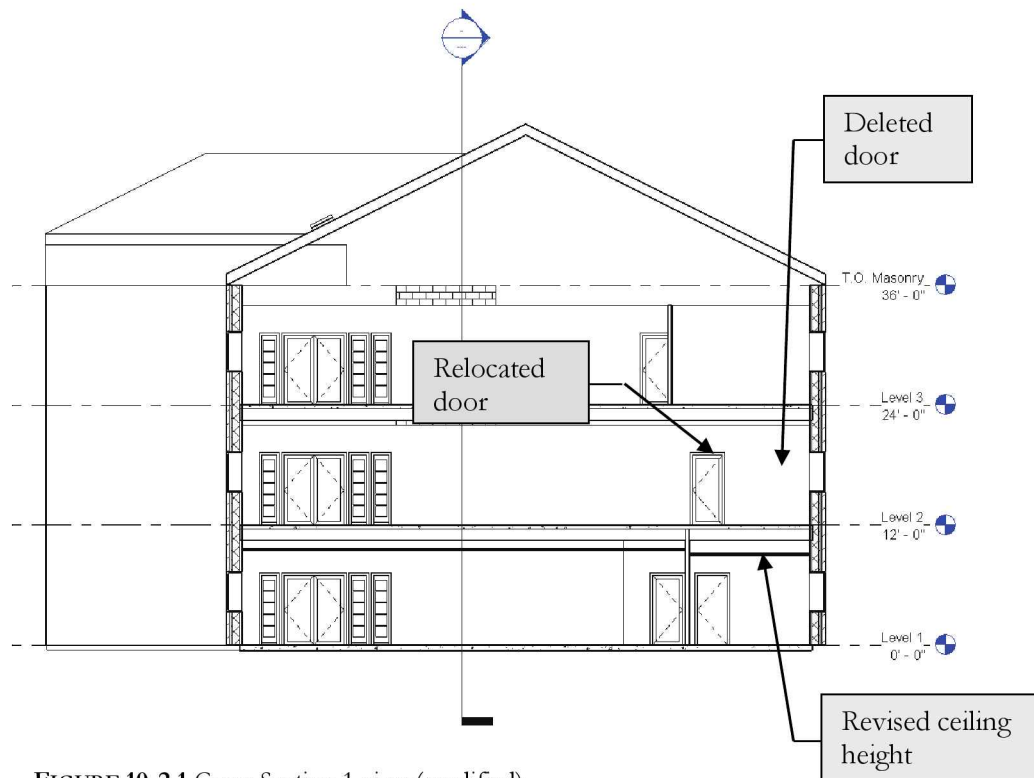 Deleted
door
T.O. Masonry
36' - 0"
Relocated
door
Level 3
24' - 0"
Level 2
12' - 0"
Level 1
0' - 0"
Revised ceiling
height